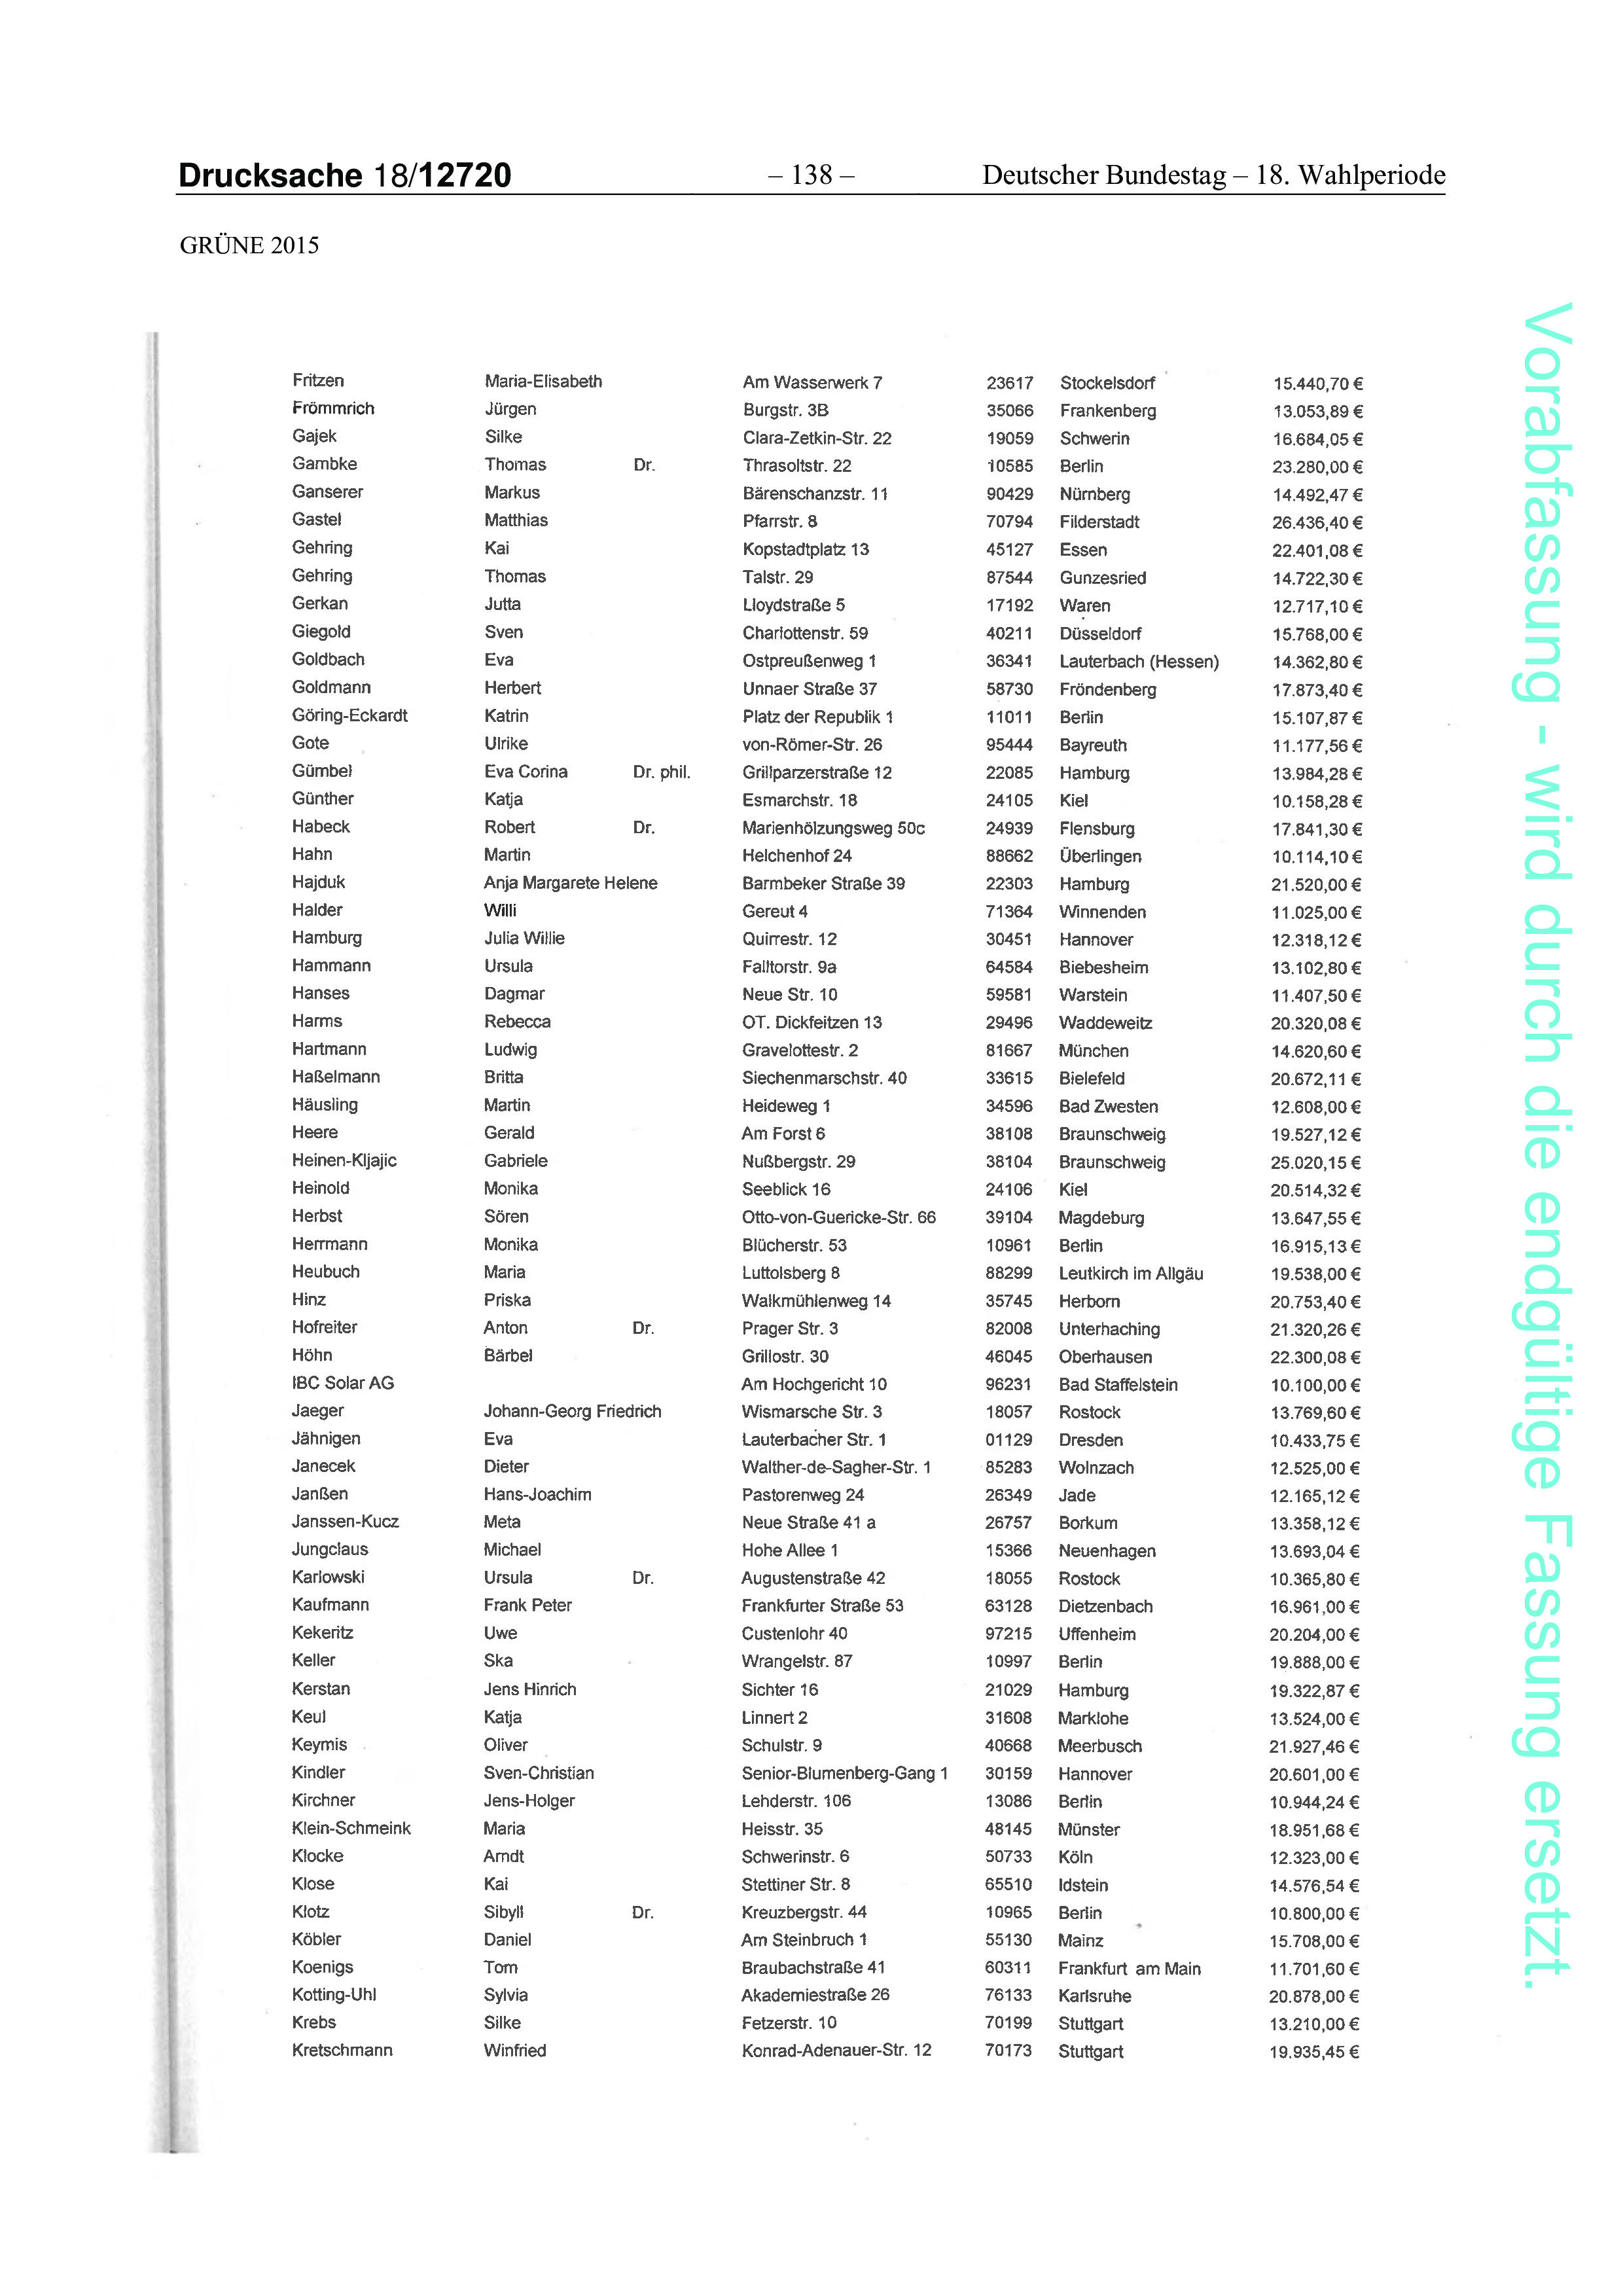 Drucksache 18/12720 – 138 – Deutscher Bundestag – 18. Wahlperiode
GRÜNE 2015
Fritzen Maria-Elisabeth Am Wasserwerk 7 23617 Stockelsdorf 15.440,70 €
Frömmrich Jürgen Burgstr. 3B 35066 Frankenberg 13.053,89 €
Gajek Silke Clara-Zetkin-Str. 22 19059 Schwerin 16.684,05 €
Gambke Thomas Dr. Thrasoltstr. 22 10585 Berlin 23.280,00 €
Ganserer Markus Bärenschanzstr. 11 90429 Nürnberg 14.492,47 €
Gastel Matthias Pfarrstr. 8 70794 Filderstadt 26.436,40 €
Gehring Kai Kopstadtplatz 13 45127 Essen 22.401,08 €
Gehring Thomas Talstr. 29 87544 Gunzesried 14.722,30 €
Gerkan Jutta Lloydstraße 5 17192 Waren 12.717,10 €
Giegold Sven Charlottenstr. 59 40211 Düsseldorf 15.768,00 €
Goldbach Eva Ostpreußenweg 1 36341 Lauterbach (Hessen) 14.362,80 €
Goldmann Herbert Unnaer Straße 37 58730 Fröndenberg 17.873,40 €
Göring-Eckardt Katrin Platz der Republik 1 11011 Berlin 15.107,87 €
Gote Ulrike von-Römer-Str. 26 95444 Bayreuth 11.177,56 €
Gümbel Eva Corina Dr. phil. Grillparzerstraße 12 22085 Hamburg 13.984,28 €
Günther Katja Esmarchstr. 18 24105 Kiel 10.158,28 €
Habeck Robert Dr. Marienhölzungsweg 50c 24939 Flensburg 17.841,30 €
Hahn Martin Helchenhof 24 88662 Überlingen 10.114,10 €
Hajduk Anja Margarete Helene Barmbeker Straße 39 22303 Hamburg 21.520,00 €
Halder Willi Gereut 4 71364 Winnenden 11.025,00 €
Hamburg Julia Willie Quirrestr. 12 30451 Hannover 12.318,12 €
Hammann Ursula Falltorstr. 9a 64584 Biebesheim 13.102,80 €
Hanses Dagmar Neue Str. 10 59581 Warstein 11.407,50 €
Harms Rebecca OT. Dickfeitzen 13 29496 Waddeweitz 20.320,08 €
Hartmann Ludwig Gravelottestr. 2 81667 München 14.620,60 €
Haßelmann Britta Siechenmarschstr. 40 33615 Bielefeld 20.672,11 €
Häusling Martin Heideweg 1 34596 Bad Zwesten 12.608,00 €
Heere Gerald Am Forst 6 38108 Braunschweig 19.527,12 €
Heinen-Kljajic Gabriele Nußbergstr. 29 38104 Braunschweig 25.020,15 €
Heinold Monika Seeblick 16 24106 Kiel 20.514,32 €
Herbst Sören Otto-von-Guericke-Str. 66 39104 Magdeburg 13.647,55 €
Herrmann Monika Blücherstr. 53 10961 Berlin 16.915,13 €
Heubuch Maria Luttolsberg 8 88299 Leutkirch im Allgäu 19.538,00 €
Hinz Priska Walkmühlenweg 14 35745 Herborn 20.753,40 €
Hofreiter Anton Dr. Prager Str. 3 82008 Unterhaching 21.320,26 €
Höhn Bärbel Grillostr. 30 46045 Oberhausen 22.300,08 €
IBC Solar AG Am Hochgericht 10 96231 Bad Staffelstein 10.100,00 €
Jaeger Johann-Georg Friedrich Wismarsche Str. 3 18057 Rostock 13.769,60 €
Jähnigen Eva Lauterbacher Str. 1 01129 Dresden 10.433,75 €
Janecek Dieter Walther-de-Sagher-Str. 1 85283 Wolnzach 12.525,00 €
Janßen Hans-Joachim Pastorenweg 24 26349 Jade 12.165,12 €
Janssen-Kucz Meta Neue Straße 41 a 26757 Borkum 13.358,12 €
Jungclaus Michael Hohe Allee 1 15366 Neuenhagen 13.693,04 €
Karlowski Ursula Dr. Augustenstraße 42 18055 Rostock 10.365,80 €
Kaufmann Frank Peter Frankfurter Straße 53 63128 Dietzenbach 16.961,00 €
Kekeritz Uwe Custenlohr 40 97215 Uffenheim 20.204,00 €
Keller Ska Wrangelstr. 87 10997 Berlin 19.888,00 €
Kerstan Jens Hinrich Sichter 16 21029 Hamburg 19.322,87 €
Keul Katja Linnert 2 31608 Marklohe 13.524,00 €
Keymis Oliver Schulstr. 9 40668 Meerbusch 21.927,46 €
Kindler Sven-Christian Senior-Blumenberg-Gang 1 30159 Hannover 20.601,00 €
Kirchner Jens-Holger Lehderstr. 106 13086 Berlin 10.944,24 €
Klein-Schmeink Maria Heisstr. 35 48145 Münster 18.951,68 €
Klocke Arndt Schwerinstr. 6 50733 Köln 12.323,00 €
Klose Kai Stettiner Str. 8 65510 Idstein 14.576,54 €
Klotz Sibyll Dr. Kreuzbergstr. 44 10965 Berlin 10.800,00 €
Köbler Daniel Am Steinbruch 1 55130 Mainz 15.708,00 €
Koenigs Tom Braubachstraße 41 60311 Frankfurt am Main 11.701,60 €
Kotting-Uhl Sylvia Akademiestraße 26 76133 Karlsruhe 20.878,00 €
Krebs Silke Fetzerstr. 10 70199 Stuttgart 13.210,00 €
Kretschmann Winfried Konrad-Adenauer-Str. 12 70173 Stuttgart 19.935,45 €
Vorabfassung - wird durch die endgültige Fassung ersetzt.